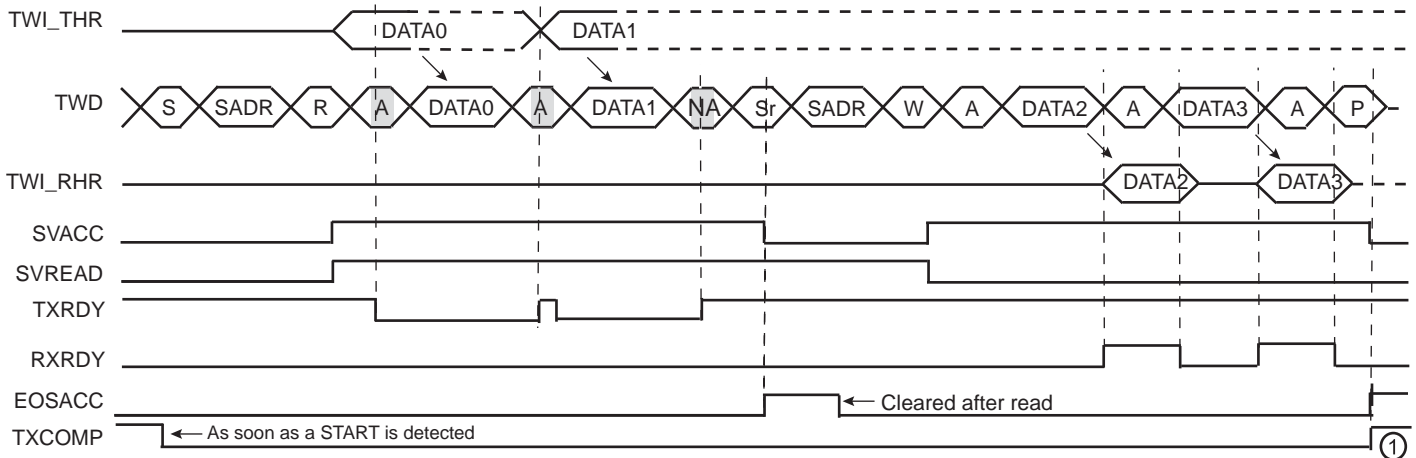 TWI_THR DATA0 DATA1
TWD S SADR R A DATA0 A DATA1 NA Sr SADR W A DATA2 A DATA3 A P
TWI_RHR DATA2 DATA3
SVACC
SVREAD
TXRDY
RXRDY
EOSACC Cleared after read
TXCOMP As soon as a START is detected 1